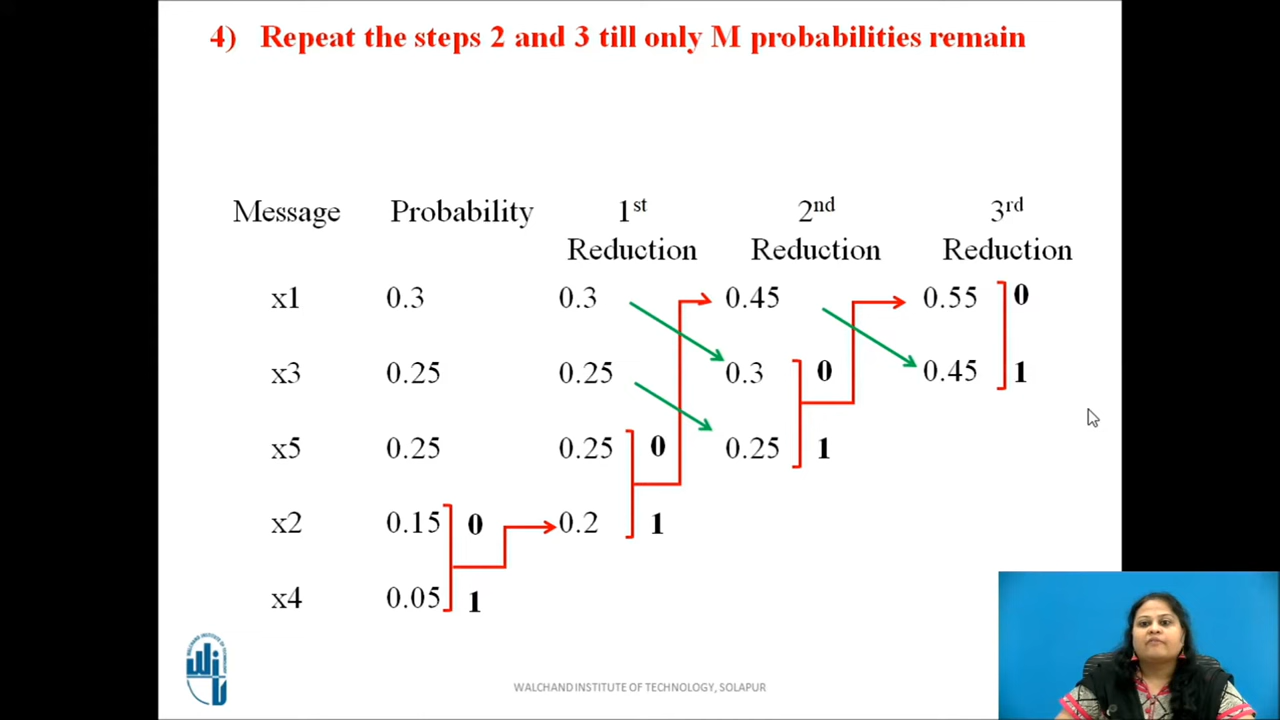 4) Repeat the steps 2 and 3 till only M probabilities remain
Message Probability 1st Reduction 2nd Reduction 3rd Reduction
x1 0.3 0.3 0.45 0.55 0
x3 0.25 0.25 0.3 0 0.45 1
x5 0.25 0.25 0 0.25 1
x2 0.15 0 0.2 1
x4 0.05 1
WIT
WALCHAND INSTITUTE OF TECHNOLOGY, SOLAPUR